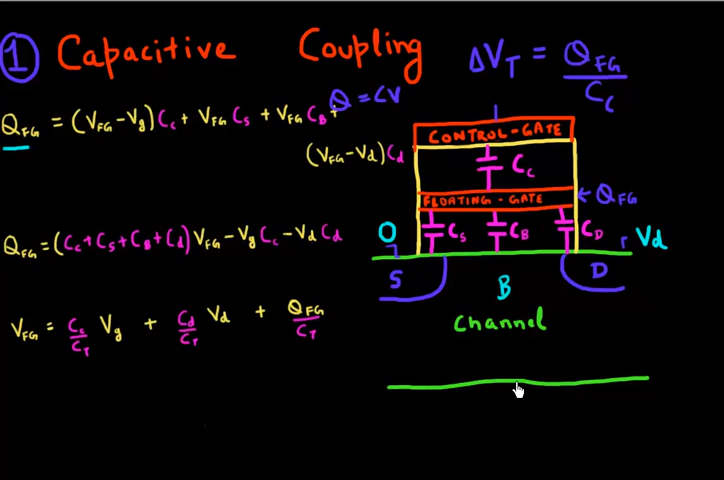 1 Capacitive Coupling
ΔV_T = Q_FG / C_C
Q = CV
Q_FG = (V_FG - V_g) C_C + V_FG C_S + V_FG C_B +
(V_FG - V_d) C_d
Q_FG = (C_C + C_S + C_B + C_d) V_FG - V_g C_C - V_d C_d
V_FG = C_C/C_T V_g + C_d/C_T V_d + Q_FG/C_T
CONTROL-GATE
C_C
FLOATING-GATE
Q_FG
C_S C_B C_D
0 V_d
S B D
Channel